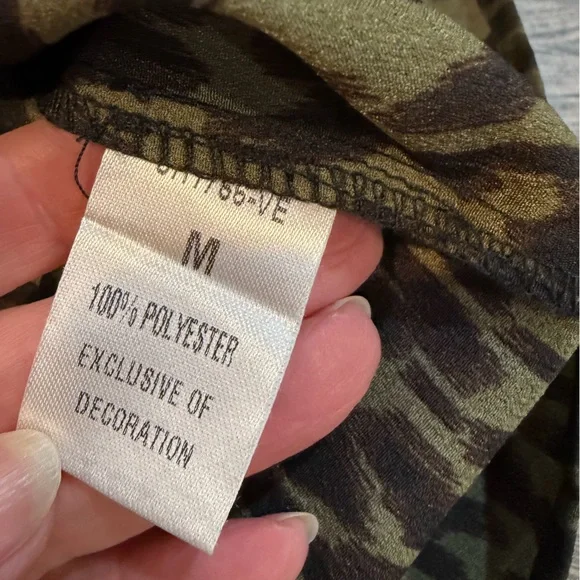 M
100% POLYESTER
EXCLUSIVE OF
DECORATION